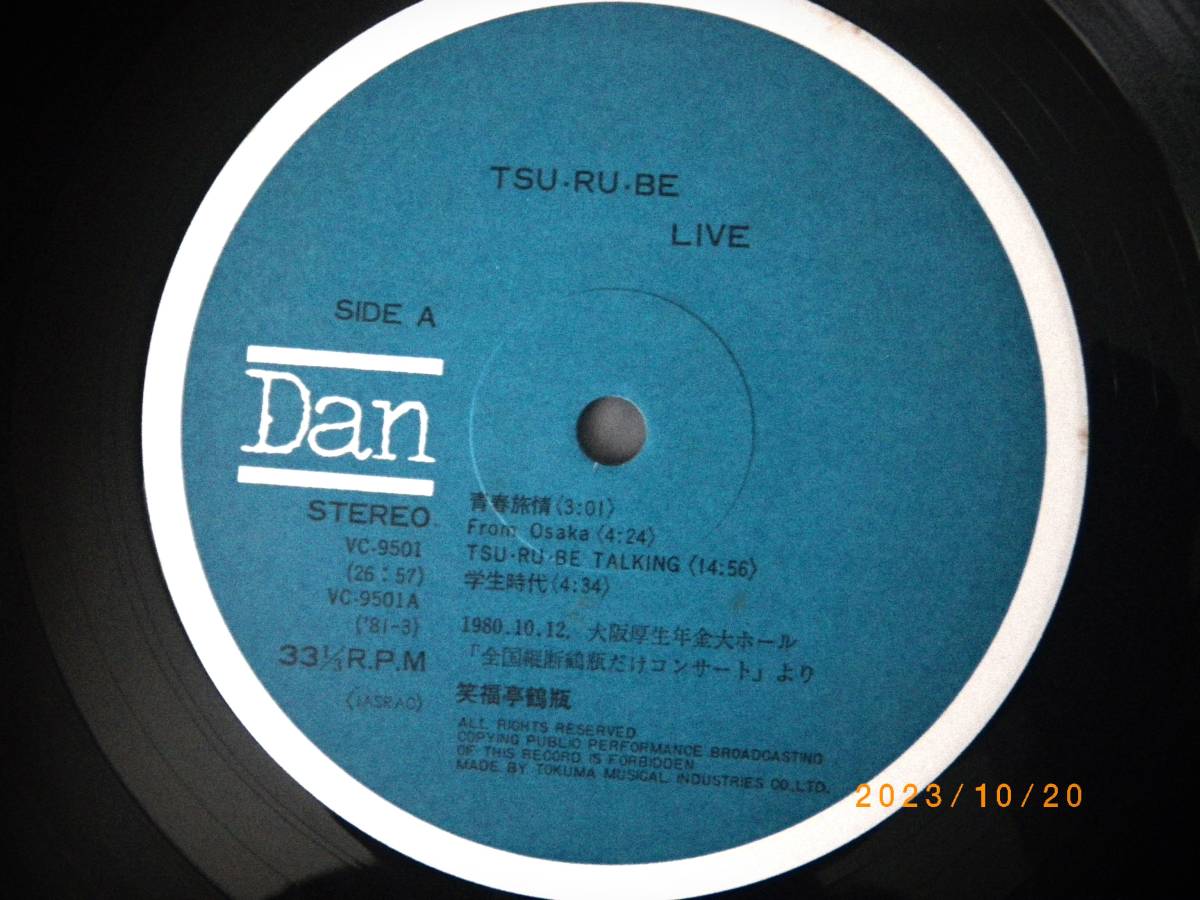 TSU·RU·BE
LIVE
SIDE A
Dan
STEREO
VC-9501
(26:57)
VC-9501A
('81-3)
33⅓ R.P.M
(JASRAC)
青春旅情(3:01)
From Osaka(4:24)
TSU·RU·BE TALKING(14:56)
学生時代(4:34)
1980.10.12. 大阪厚生年金大ホール
「全国縦断鶴瓶だけコンサート」より
笑福亭鶴瓶
ALL RIGHTS RESERVED
COPYING PUBLIC PERFORMANCE BROADCASTING
OF THIS RECORD IS FORBIDDEN
MADE BY TOKUMA MUSICAL INDUSTRIES CO.,LTD.
2023/10/20